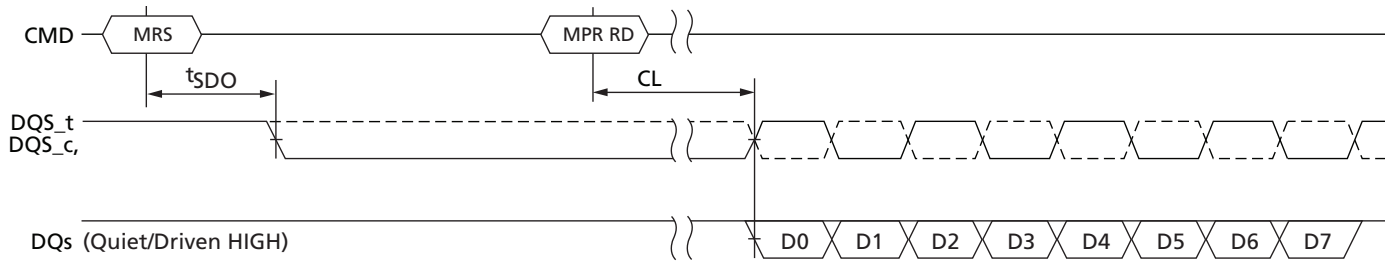 CMD MRS MPR RD
tSDO CL
DQS_t
DQS_c,
DQs (Quiet/Driven HIGH) D0 D1 D2 D3 D4 D5 D6 D7